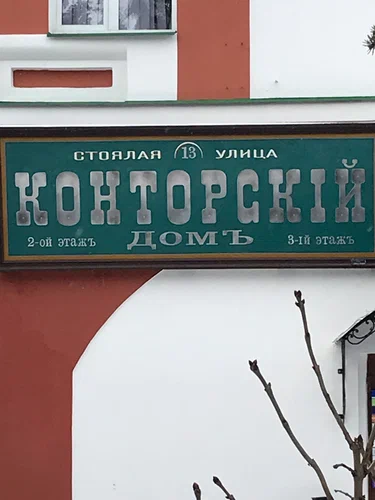 СТОЯЛАЯ 13 УЛИЦА
КОНТОРСКІЙ
2-ой этажъ ДОМЪ 3-ій этажъ